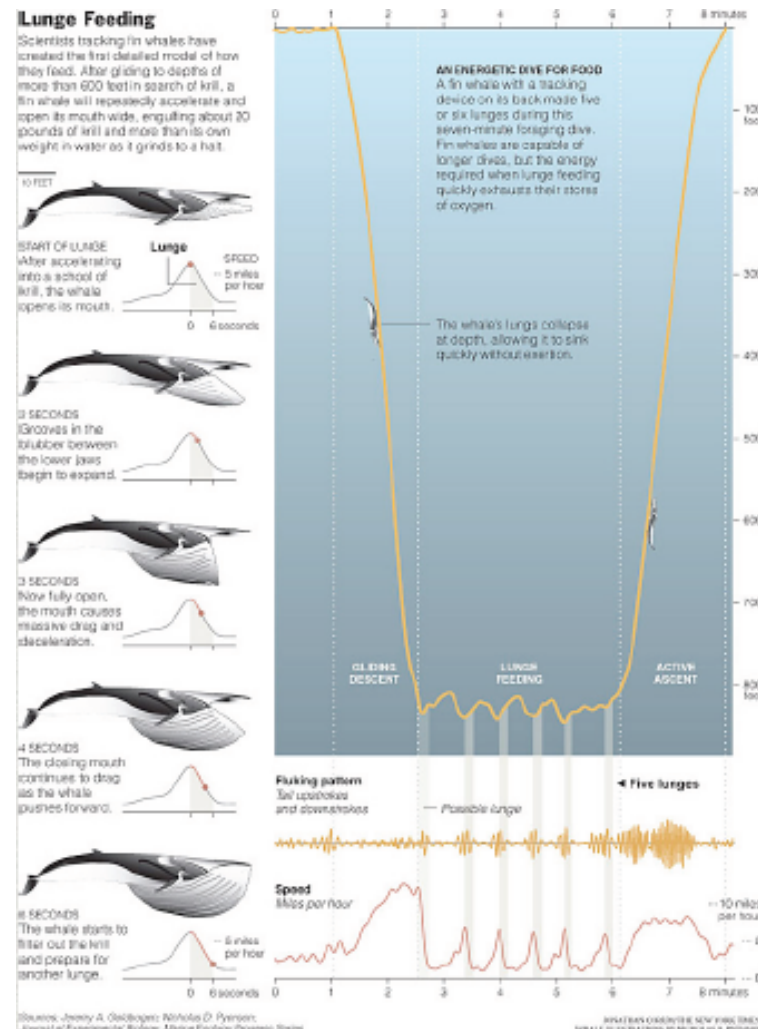 Lunge Feeding
Scientists tracking fin whales have
created the first detailed model of how
they feed. After gliding to depths of
more than 600 feet in search of krill, a
fin whale will repeatedly accelerate and
open its mouth wide, engulfing about 20
pounds of krill and more than its own
weight in water as it grinds to a halt.
10 FEET
START OF LUNGE
After accelerating
into a school of
krill, the whale
opens its mouth.
Lunge
SPEED
5 miles
per hour
0 6 seconds
SECONDS
Grooves in the
blubber between
the lower jaws
begin to expand.
3 SECONDS
Now fully open,
the mouth causes
massive drag and
deceleration.
4 SECONDS
The closing mouth
continues to drag
as the whale
pushes forward.
6 SECONDS
The whale starts to
filter out the krill
and prepare for
another lunge.
5 miles
per hour
0 6 seconds
0 1 2 3 4 5 6 7 8 minutes
AN ENERGETIC DIVE FOR FOOD
A fin whale with a tracking
device on its back made five
or six lunges during this
seven-minute foraging dive.
Fin whales are capable of
longer dives, but the energy
required when lunge feeding
quickly exhausts their stores
of oxygen.
The whale's lungs collapse
at depth, allowing it to sink
quickly without exertion.
GLIDING
DESCENT
LUNGE
FEEDING
ACTIVE
ASCENT
Fluking pattern
Tail upstrokes
and downstrokes
Possible lunge
◄ Five lunges
Speed
Miles per hour
10 miles
per hour
0 1 2 3 4 5 6 7 8 minutes
Sources: Jeremy A. Goldbogen; Nicholas D. Pyenson;